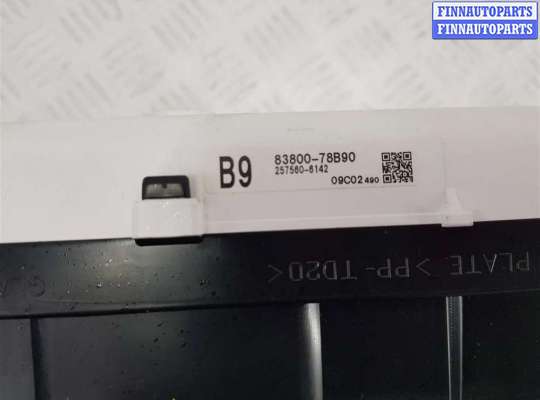 FINNAUTOPARTS
FINNAUTOPARTS
B9
83800-78B90
257560-6142
09C02 490
PLATE >PP-TD20<